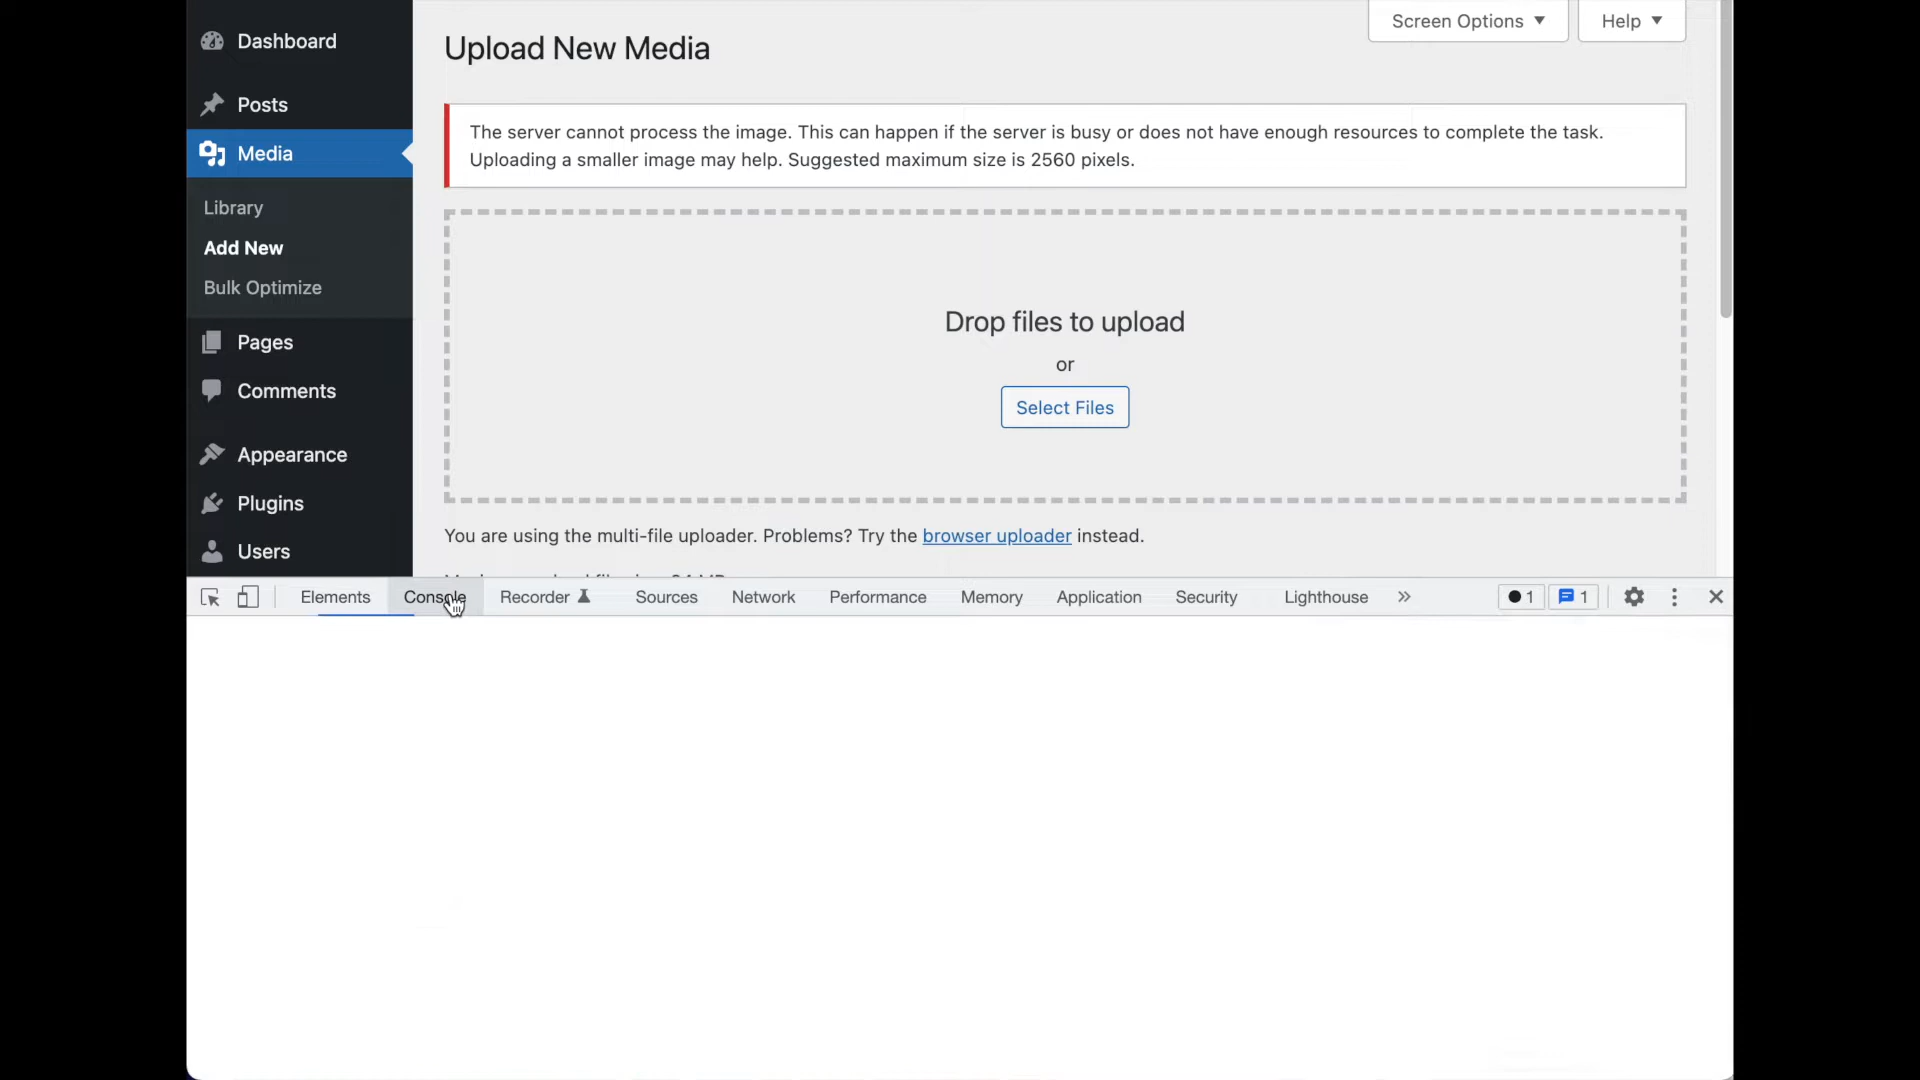 Dashboard
Posts
Media
Library
Add New
Bulk Optimize
Pages
Comments
Appearance
Plugins
Users
Screen Options
Help
Upload New Media
The server cannot process the image. This can happen if the server is busy or does not have enough resources to complete the task.
Uploading a smaller image may help. Suggested maximum size is 2560 pixels.
Drop files to upload
or
Select Files
You are using the multi-file uploader. Problems? Try the browser uploader instead.
Elements Console Recorder Sources Network Performance Memory Application Security Lighthouse » 1 1